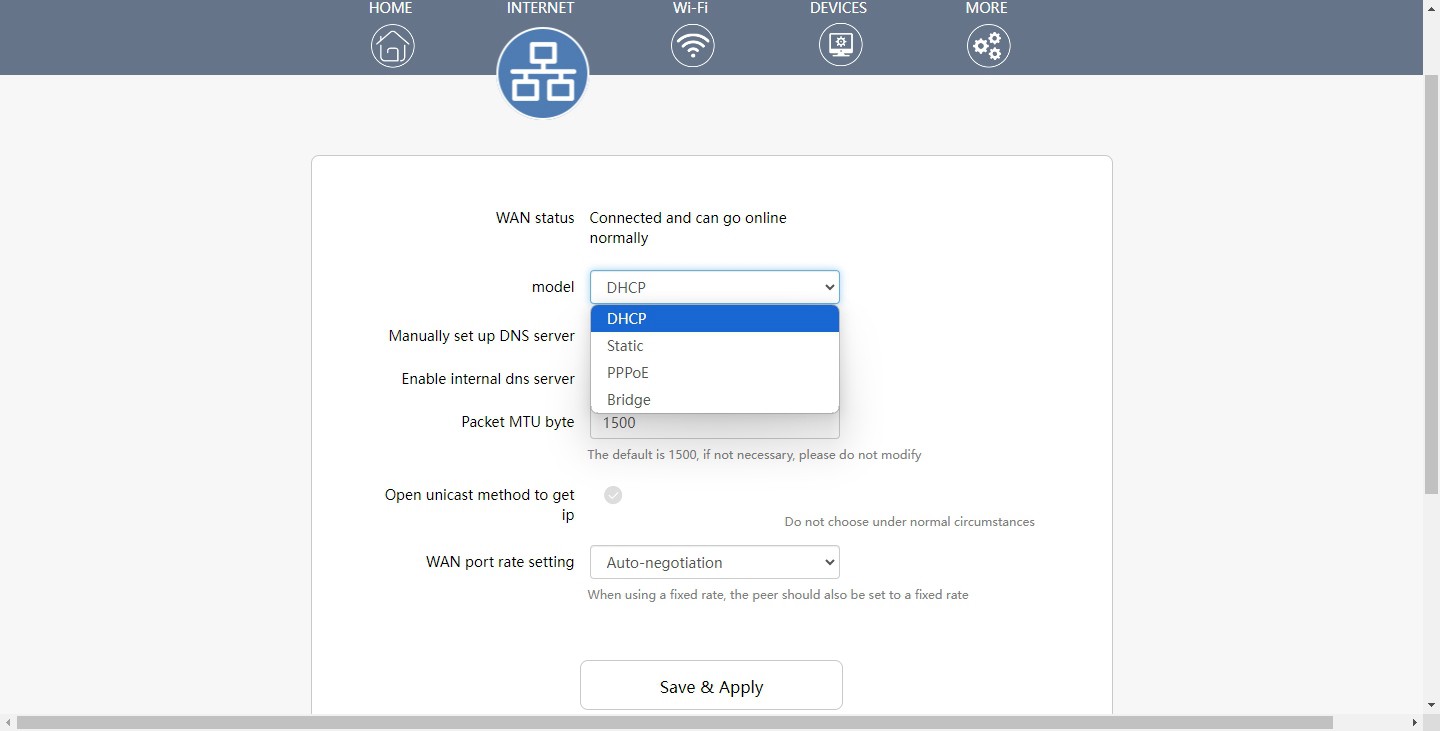 HOME
INTERNET
Wi-Fi
DEVICES
MORE
WAN status
Connected and can go online
normally
model
DHCP
DHCP
Static
PPPoE
Bridge
Manually set up DNS server
Enable internal dns server
Packet MTU byte
1500
The default is 1500, if not necessary, please do not modify
Open unicast method to get
ip
Do not choose under normal circumstances
WAN port rate setting
Auto-negotiation
When using a fixed rate, the peer should also be set to a fixed rate
Save & Apply